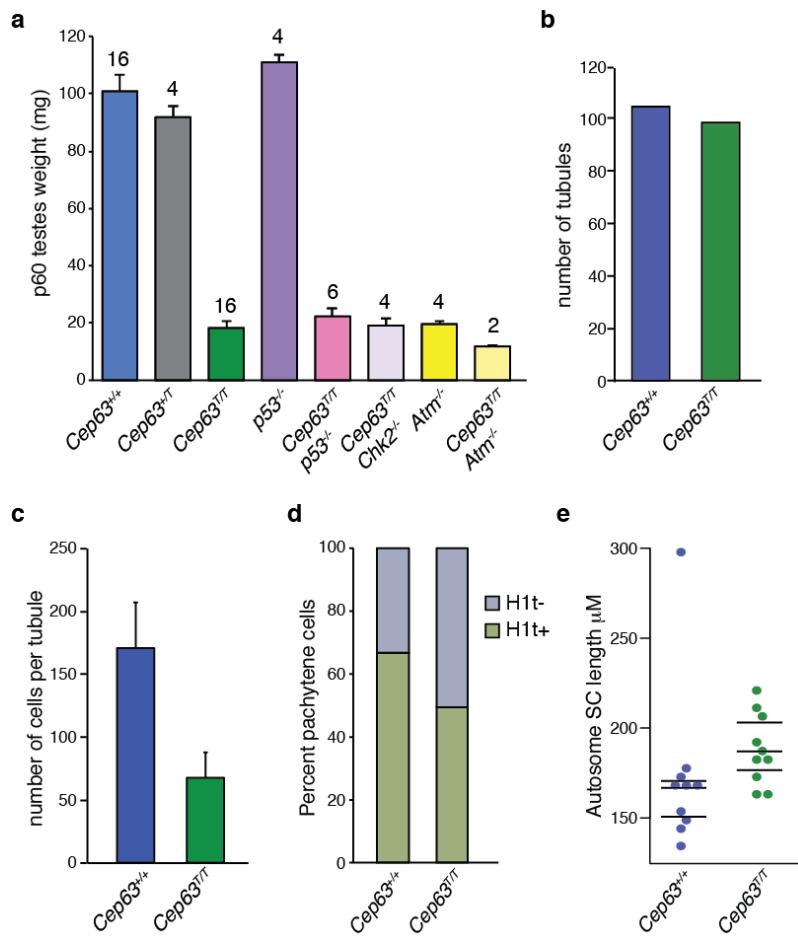 a
p60 testes weight (mg)
120
100
80
60
40
20
0
16
4
16
4
6
4
4
2
Cep63+/+
Cep63+/T
Cep63T/T
p53-/-
Cep63T/T
p53-/-
Cep63T/T
Chk2-/-
Atm-/-
Cep63T/T
Atm-/-
b
number of tubules
120
100
80
60
40
20
0
Cep63+/+
Cep63T/T
c
number of cells per tubule
250
200
150
100
50
0
Cep63+/+
Cep63T/T
d
Percent pachytene cells
100
80
60
40
20
0
H1t-
H1t+
Cep63+/+
Cep63T/T
e
Autosome SC length µM
300
250
200
150
Cep63+/+
Cep63T/T